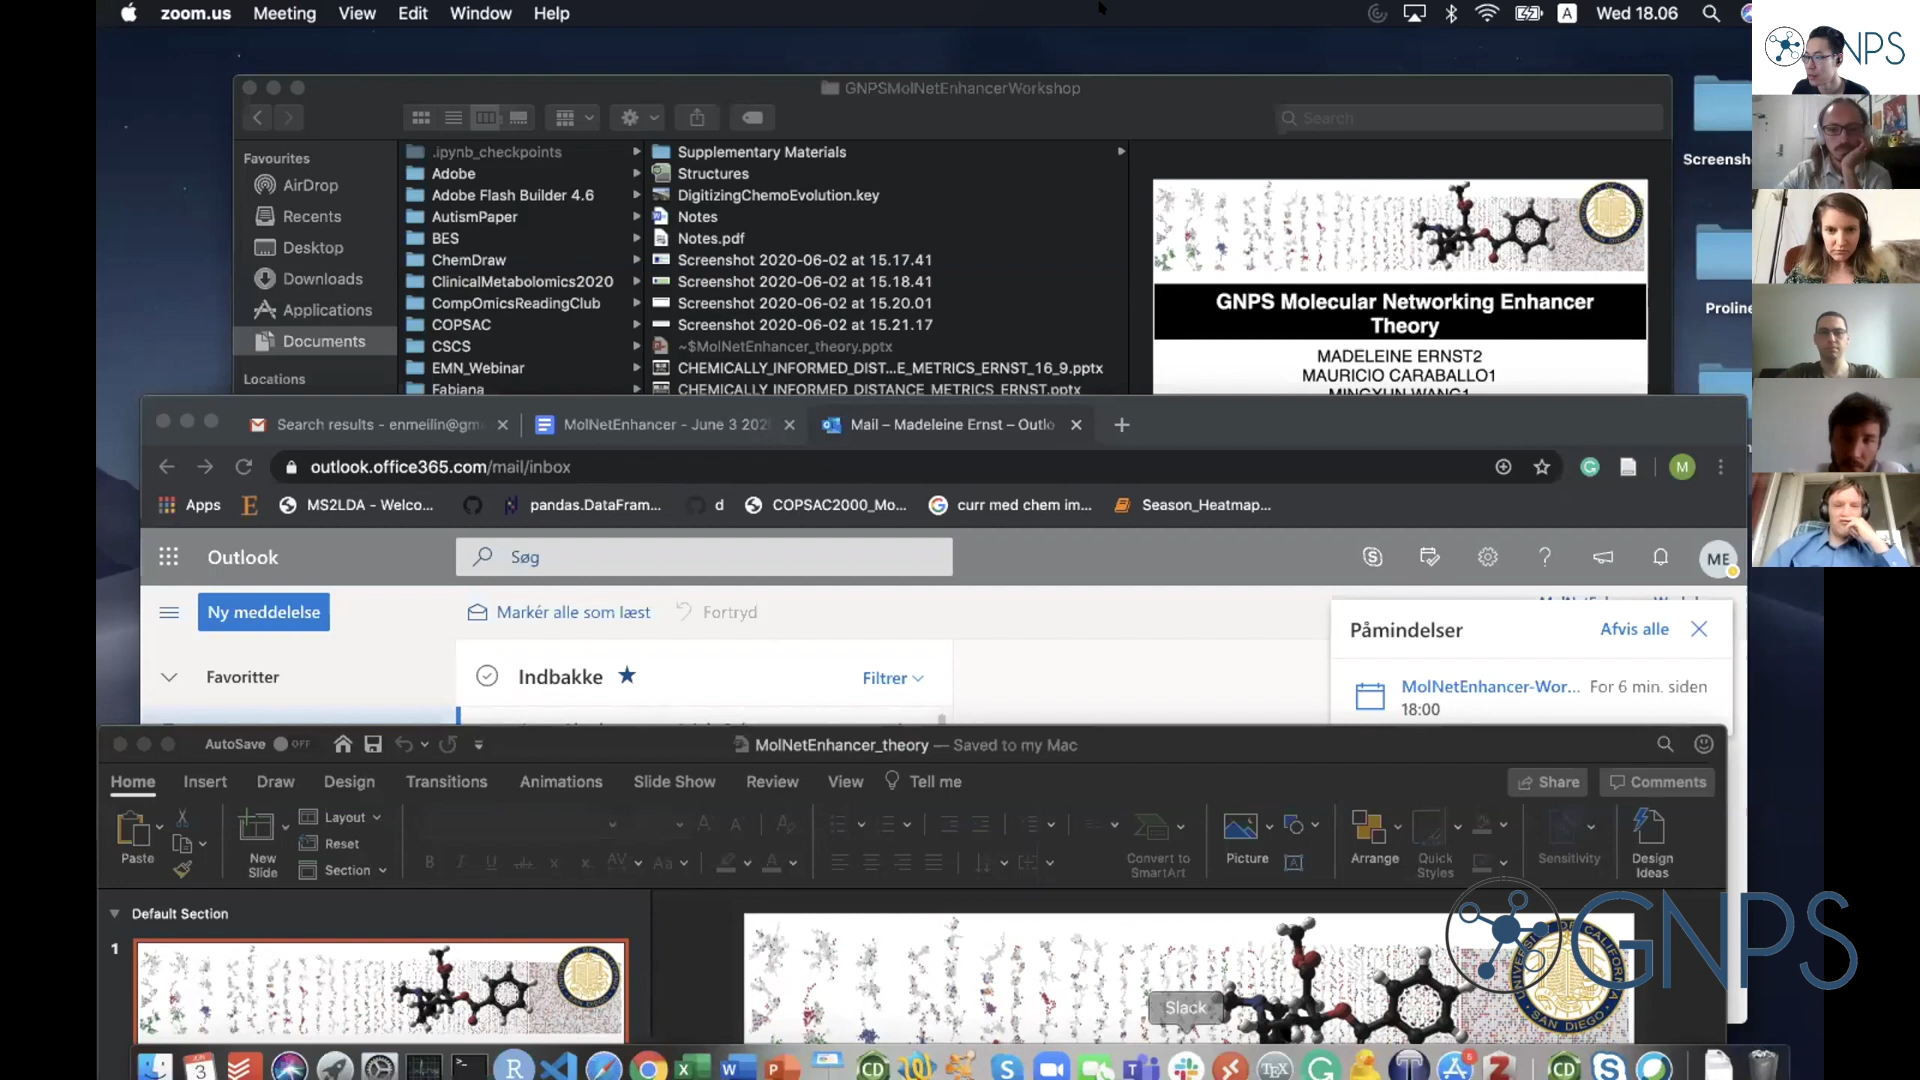 zoom.us Meeting View Edit Window Help
A Wed 18.06
GNPSMolNetEnhancerWorkshop
Search
Favourites
AirDrop
Recents
Desktop
Downloads
Applications
Documents
Locations
.ipynb_checkpoints
Adobe
Adobe Flash Builder 4.6
AutismPaper
BES
ChemDraw
ClinicalMetabolomics2020
CompOmicsReadingClub
COPSAC
CSCS
EMN_Webinar
Fabiana
Supplementary Materials
Structures
DigitizingChemoEvolution.key
Notes
Notes.pdf
Screenshot 2020-06-02 at 15.17.41
Screenshot 2020-06-02 at 15.18.41
Screenshot 2020-06-02 at 15.20.01
Screenshot 2020-06-02 at 15.21.17
~$MolNetEnhancer_theory.pptx
CHEMICALLY_INFORMED_DIST...E_METRICS_ERNST_16_9.pptx
CHEMICALLY_INFORMED_DISTANCE_METRICS_ERNST.pptx
GNPS Molecular Networking Enhancer
Theory
MADELEINE ERNST2
MAURICIO CARABALLO1
MINGXUN WANG1
Screensh
Proline
NPS
Search results - enmeilin@gm
MolNetEnhancer - June 3 202
Mail – Madeleine Ernst – Outlo
outlook.office365.com/mail/inbox
M
Apps
MS2LDA - Welco...
pandas.DataFram...
d
COPSAC2000_Mo...
curr med chem im...
Season_Heatmap...
Outlook
Søg
ME
Ny meddelelse
Markér alle som læst
Fortryd
Favoritter
Indbakke
Filtrer
Påmindelser
Afvis alle
MolNetEnhancer-Wor...
For 6 min. siden
18:00
AutoSave OFF
MolNetEnhancer_theory — Saved to my Mac
Home Insert Draw Design Transitions Animations Slide Show Review View Tell me
Share Comments
Paste
New
Slide
Layout
Reset
Section
Convert to
SmartArt
Picture
Arrange
Quick
Styles
Sensitivity
Design
Ideas
Default Section
1
Slack
GNPS